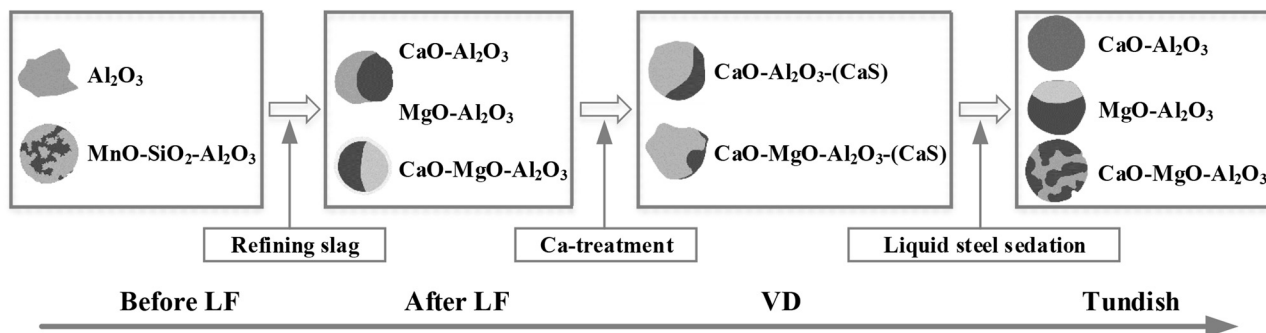 Al₂O₃
MnO-SiO₂-Al₂O₃
CaO-Al₂O₃
MgO-Al₂O₃
CaO-MgO-Al₂O₃
CaO-Al₂O₃-(CaS)
CaO-MgO-Al₂O₃-(CaS)
CaO-Al₂O₃
MgO-Al₂O₃
CaO-MgO-Al₂O₃
Refining slag
Ca-treatment
Liquid steel sedation
Before LF
After LF
VD
Tundish